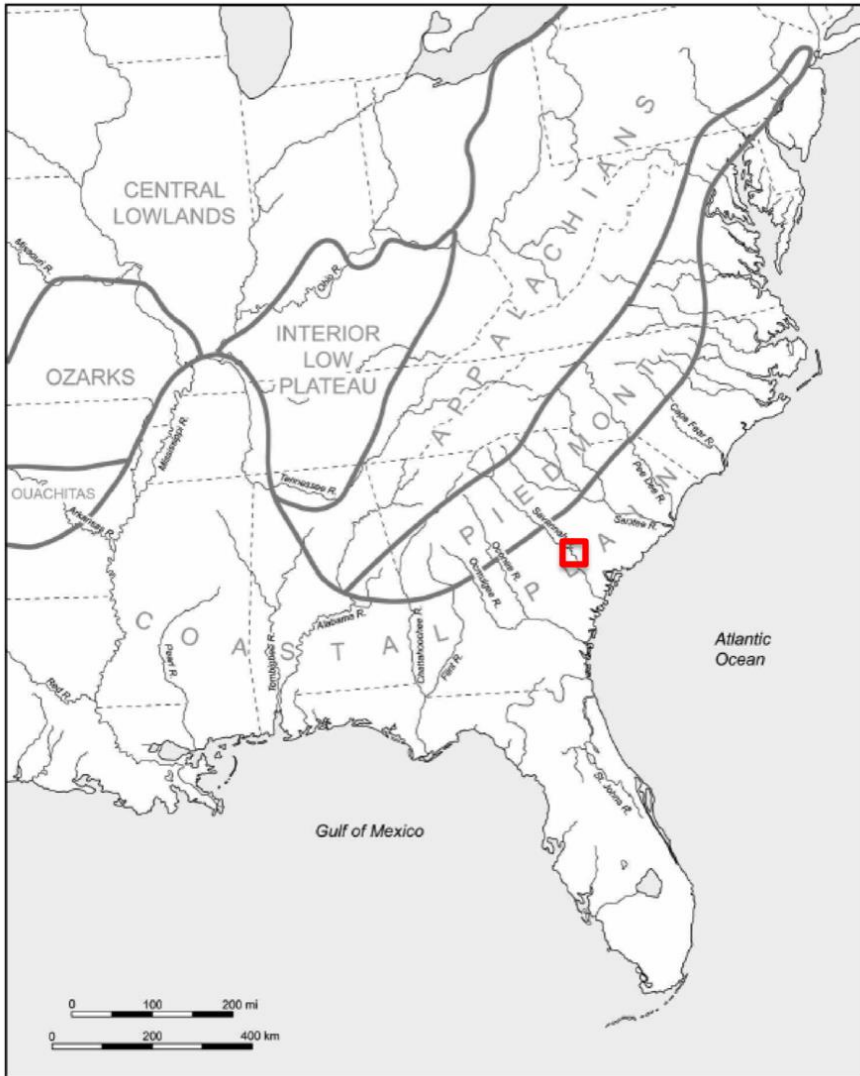 CENTRAL
LOWLANDS
APPALACHIANS
Missouri R.
Ohio R.
INTERIOR
LOW
PLATEAU
OZARKS
PIEDMONT
Cape Fear R.
Mississippi R.
Pee Dee R.
Tennessee R.
OUACHITAS
Arkansas R.
Savannah
Santee R.
Oconee R.
Ocmulgee R.
COASTAL PLAIN
Alabama R.
Chattahoochee R.
Flint R.
Pearl R.
Tombigbee R.
Atlantic
Ocean
Red R.
St. Johns R.
Gulf of Mexico
0 100 200 mi
0 200 400 km